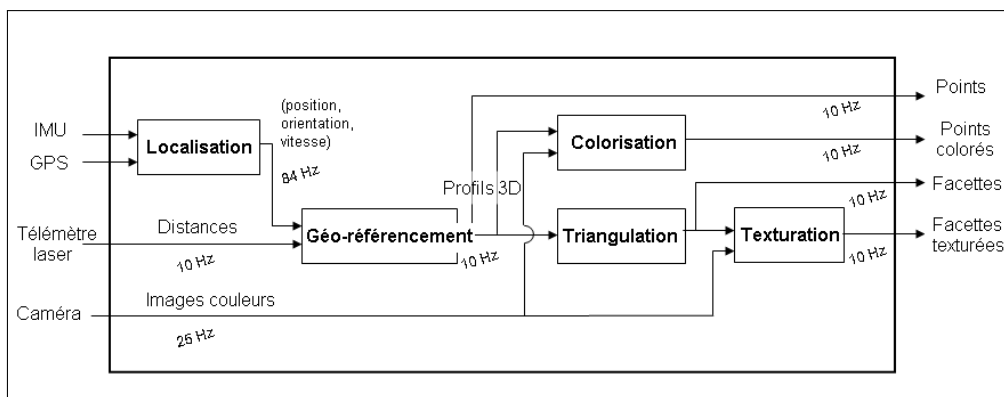 IMU
GPS
Localisation
(position,
orientation,
vitesse)
84 Hz
Points
10 Hz
Colorisation
Points
colorés
10 Hz
Profils 3D
Facettes
10 Hz
Télémètre
laser
Distances
10 Hz
Géo-référencement
10 Hz
Triangulation
Texturation
Facettes
texturées
10 Hz
Caméra
Images couleurs
25 Hz